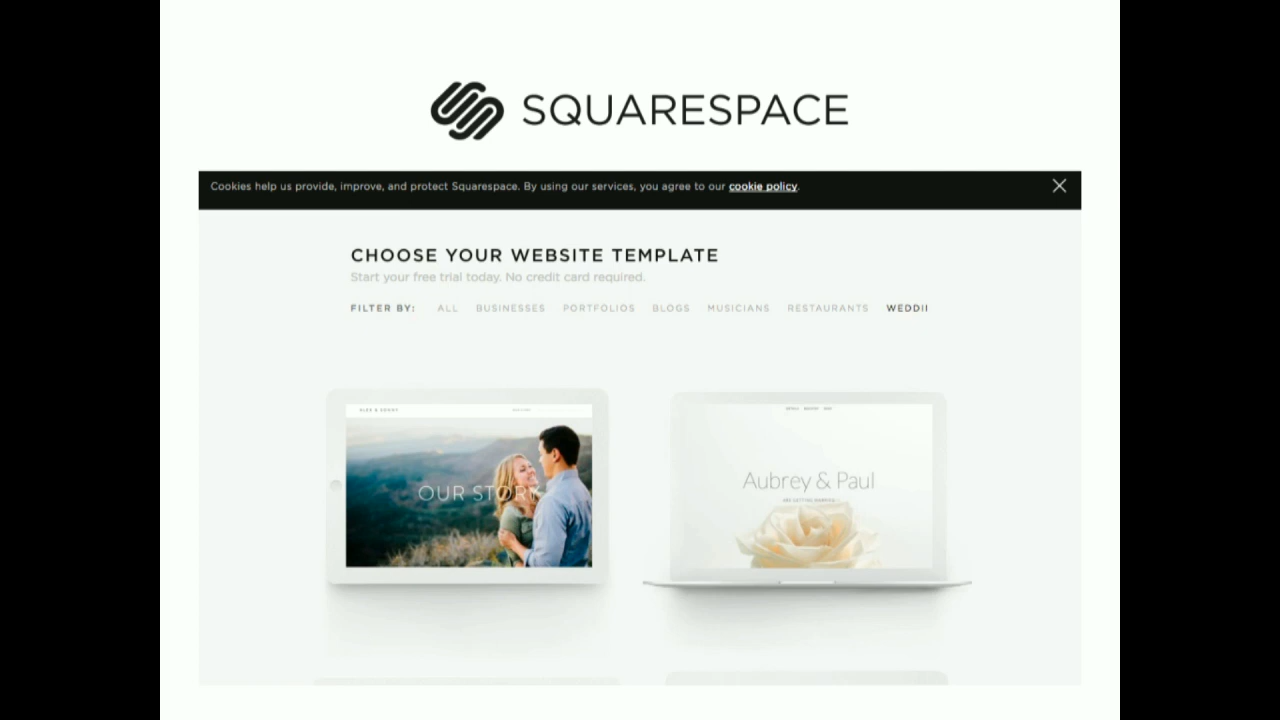 SQUARESPACE
Cookies help us provide, improve, and protect Squarespace. By using our services, you agree to our cookie policy.
CHOOSE YOUR WEBSITE TEMPLATE
Start your free trial today. No credit card required.
FILTER BY: ALL BUSINESSES PORTFOLIOS BLOGS MUSICIANS RESTAURANTS WEDDII
OUR STORY
Aubrey & Paul